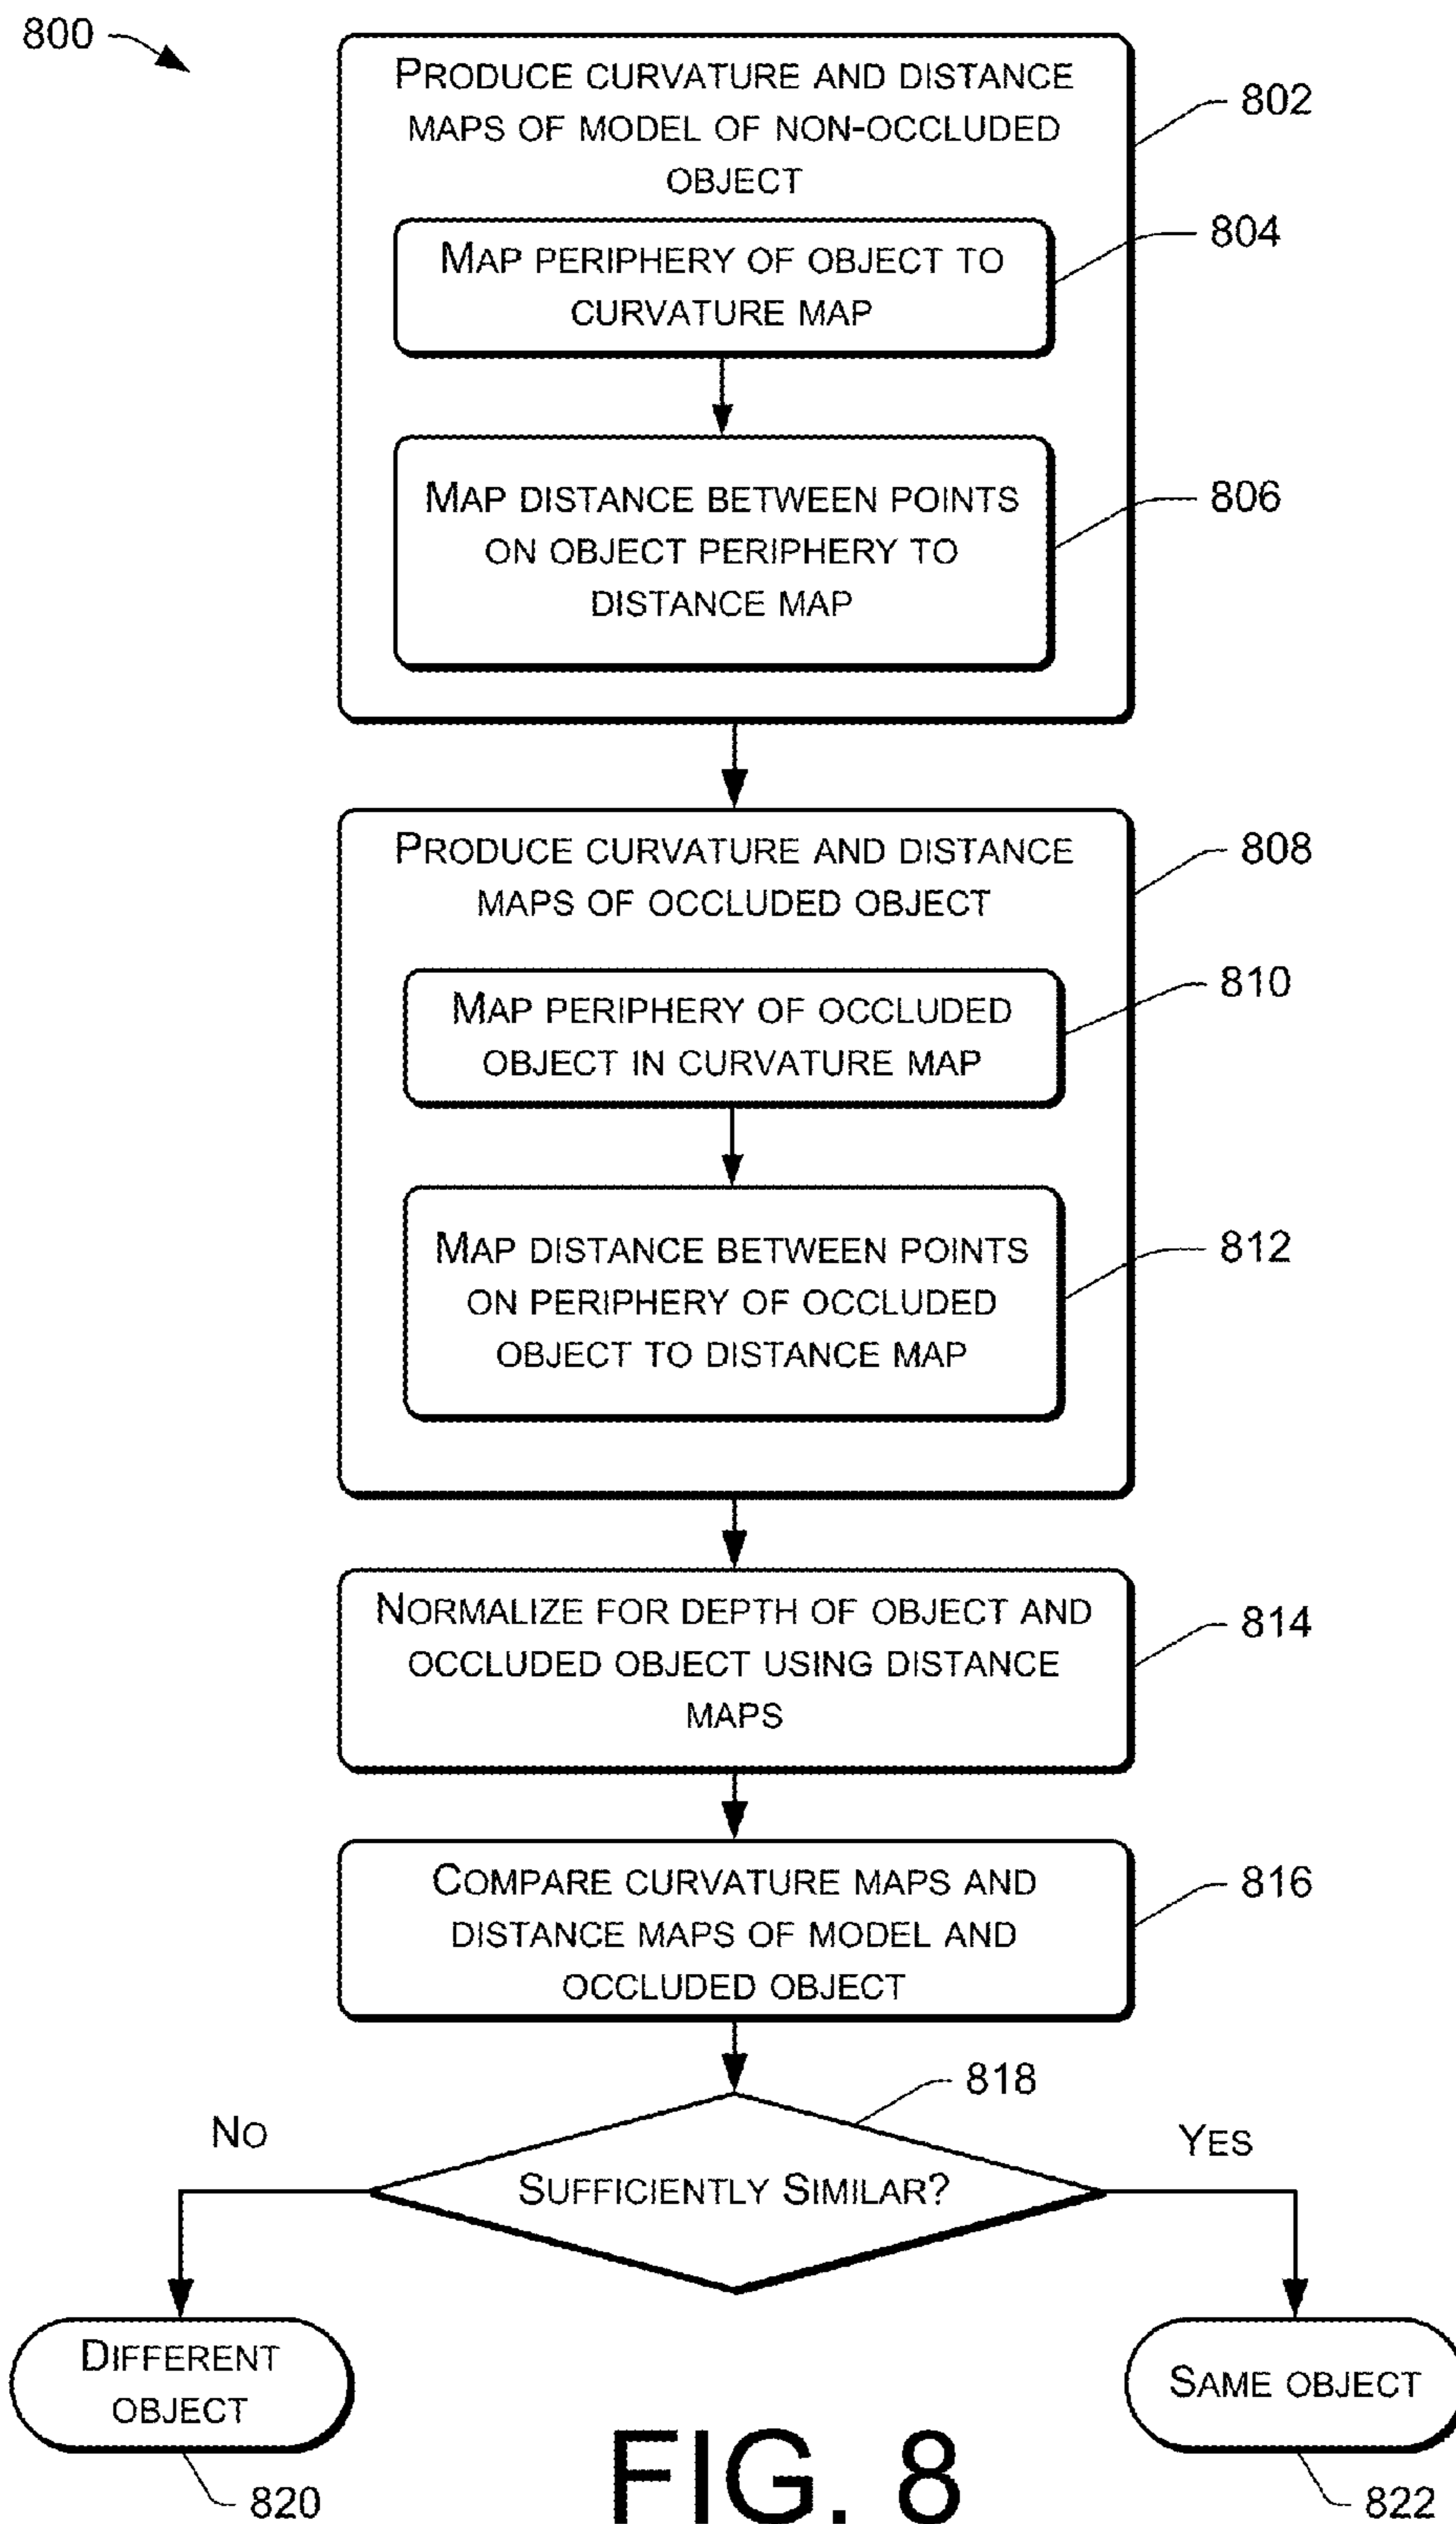 800
PRODUCE CURVATURE AND DISTANCE
MAPS OF MODEL OF NON-OCCLUDED
OBJECT
802
MAP PERIPHERY OF OBJECT TO
CURVATURE MAP
804
MAP DISTANCE BETWEEN POINTS
ON OBJECT PERIPHERY TO
DISTANCE MAP
806
PRODUCE CURVATURE AND DISTANCE
MAPS OF OCCLUDED OBJECT
808
MAP PERIPHERY OF OCCLUDED
OBJECT IN CURVATURE MAP
810
MAP DISTANCE BETWEEN POINTS
ON PERIPHERY OF OCCLUDED
OBJECT TO DISTANCE MAP
812
NORMALIZE FOR DEPTH OF OBJECT AND
OCCLUDED OBJECT USING DISTANCE
MAPS
814
COMPARE CURVATURE MAPS AND
DISTANCE MAPS OF MODEL AND
OCCLUDED OBJECT
816
818
NO
YES
SUFFICIENTLY SIMILAR?
DIFFERENT
OBJECT
820
SAME OBJECT
822
FIG. 8